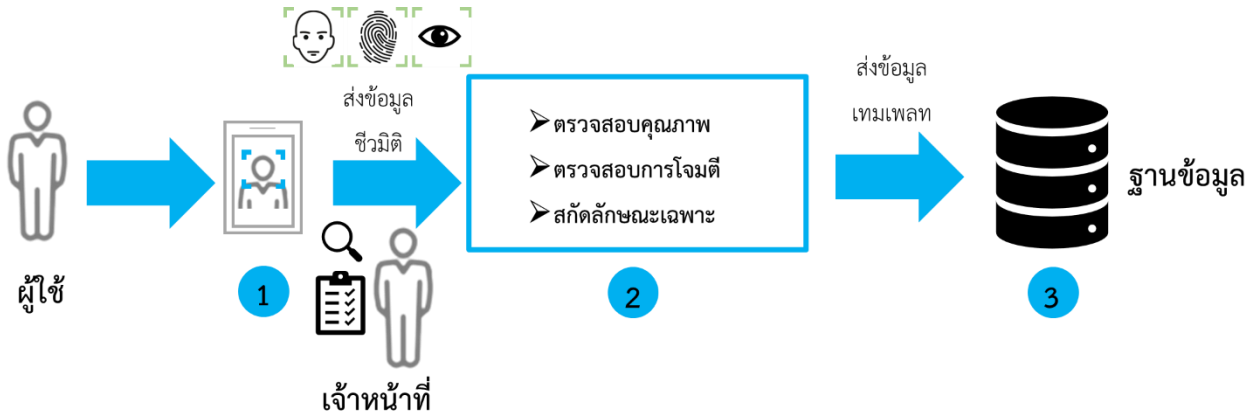 ส่งข้อมูล
ชีวมิติ
➢ตรวจสอบคุณภาพ
➢ตรวจสอบการโจมตี
➢สกัดลักษณะเฉพาะ
ส่งข้อมูล
เทมเพลท
ฐานข้อมูล
ผู้ใช้
1
2
3
เจ้าหน้าที่